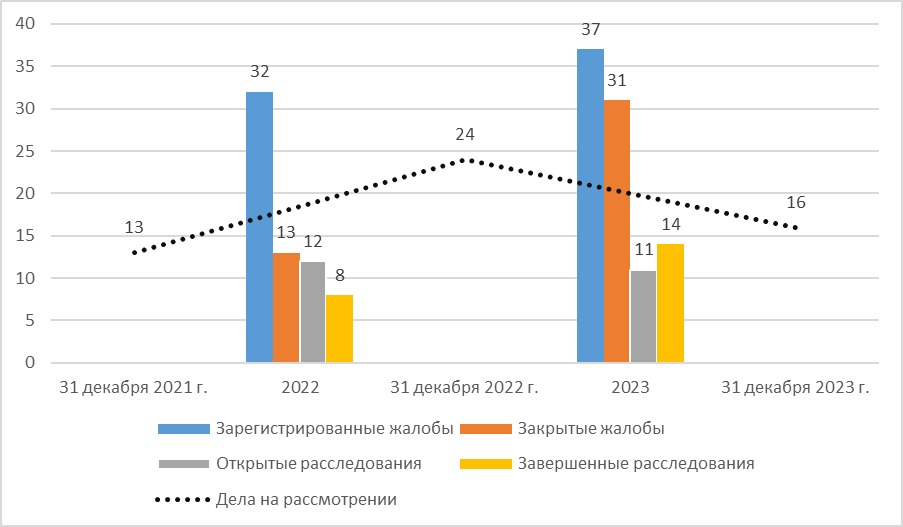 40
35
30
25
20
15
10
5
0
13
32
13
12
8
24
37
31
11
14
16
31 декабря 2021 г.
2022
31 декабря 2022 г.
2023
31 декабря 2023 г.
Зарегистрированные жалобы
Закрытые жалобы
Открытые расследования
Завершенные расследования
Дела на рассмотрении